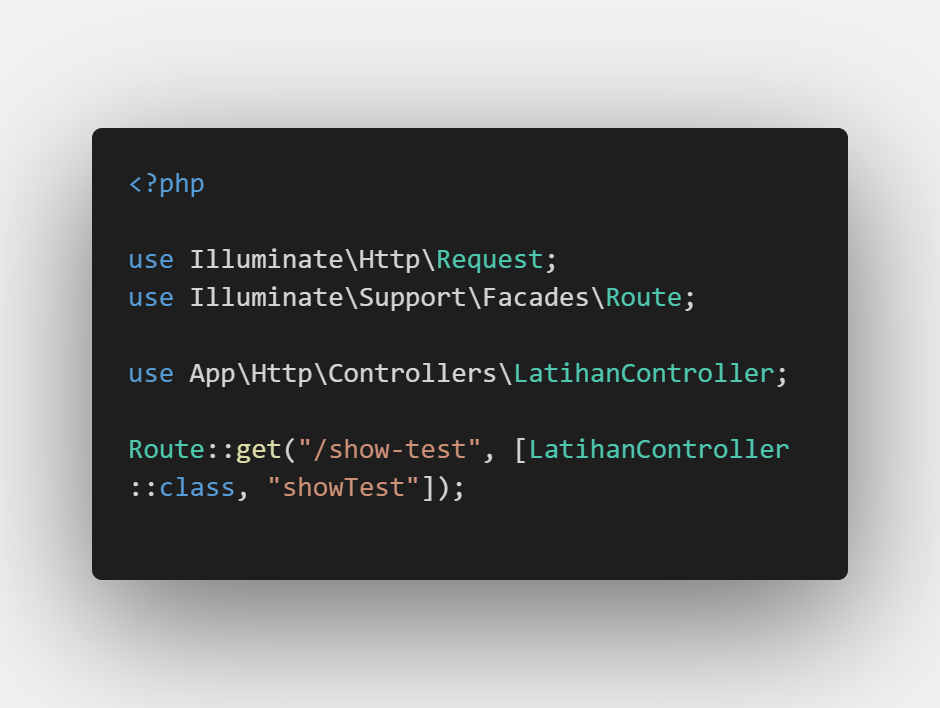 <?php
use Illuminate\Http\Request;
use Illuminate\Support\Facades\Route;
use App\Http\Controllers\LatihanController;
Route::get("/show-test", [LatihanController
::class, "showTest"]);